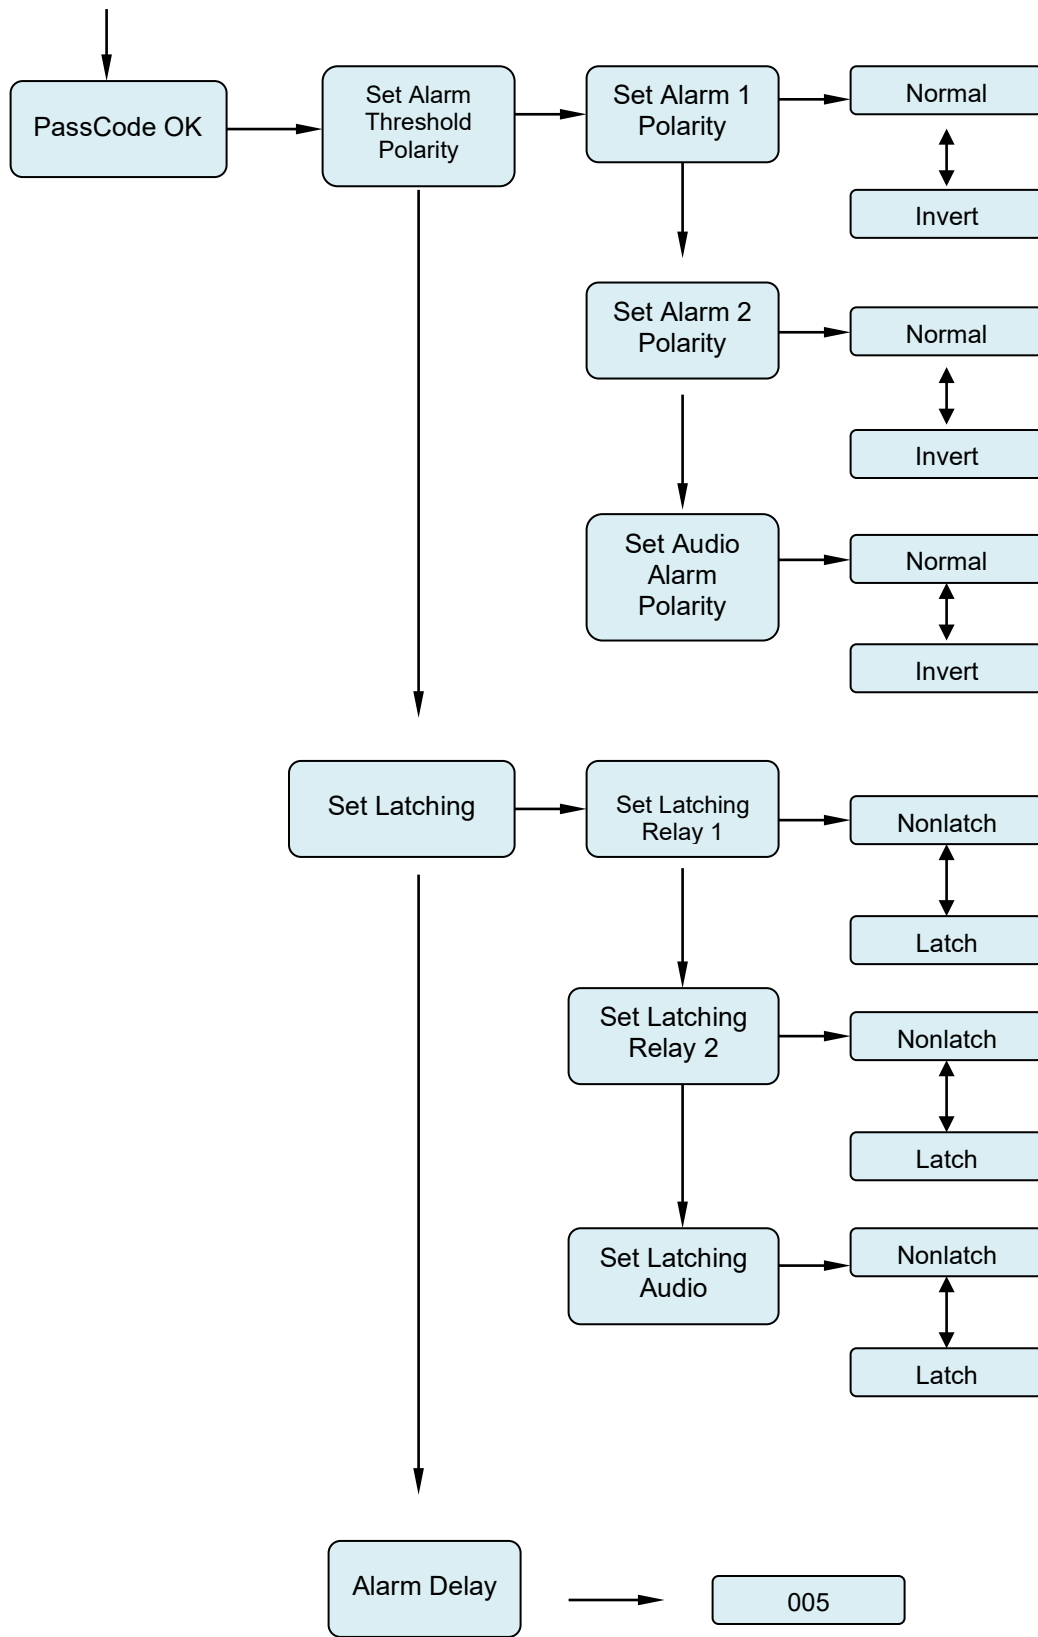 PassCode OK
Set Alarm
Threshold
Polarity
Set Alarm 1
Polarity
Normal
Invert
Set Alarm 2
Polarity
Normal
Invert
Set Audio
Alarm
Polarity
Normal
Invert
Set Latching
Set Latching
Relay 1
Nonlatch
Latch
Set Latching
Relay 2
Nonlatch
Latch
Set Latching
Audio
Nonlatch
Latch
Alarm Delay
005